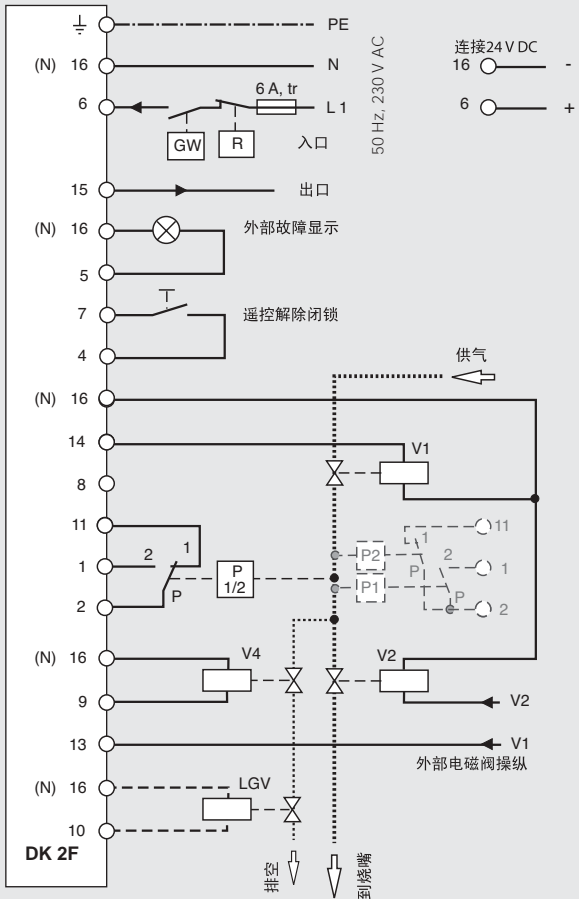 PE
连接24 V DC
(N) 16 N 16 -
6 6 A, tr L 1 6 +
GW R 入口
50 Hz, 230 V AC
15 出口
(N) 16 外部故障显示
5
7 遥控解除闭锁
4
供气
(N) 16
14 V1
8
11 1 11
2 P2 1 2
1 P 1/2 P 1
P P1 P
2 2
(N) 16 V4 V2
9 V2
13 V1
外部电磁阀操纵
(N) 16 LGV
10
DK 2F
排空
到烧嘴